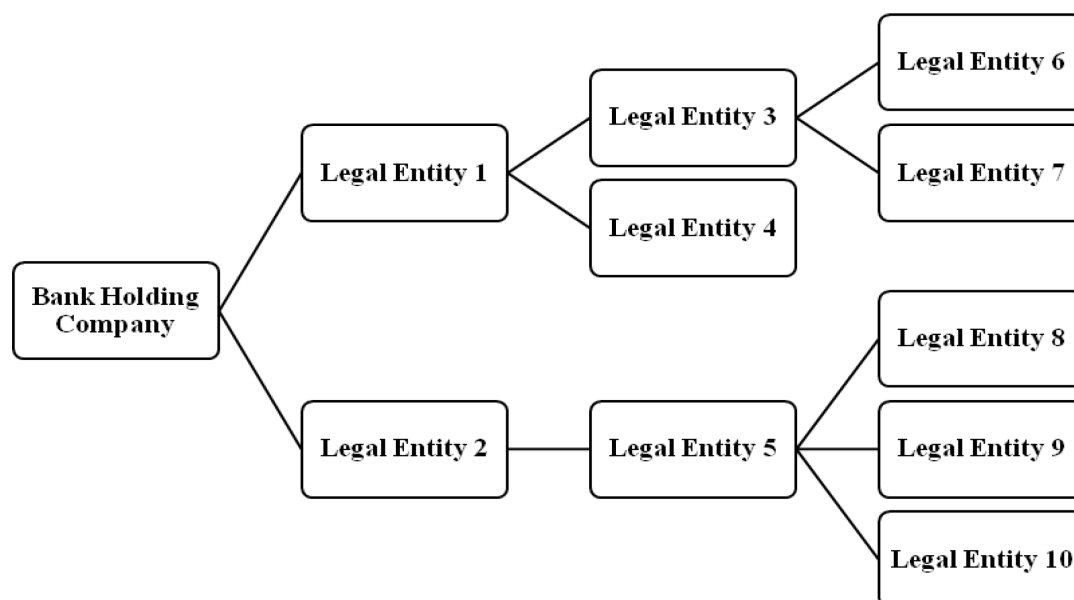 Legal Entity 6
Legal Entity 3
Legal Entity 1
Legal Entity 7
Legal Entity 4
Bank Holding
Company
Legal Entity 8
Legal Entity 2
Legal Entity 5
Legal Entity 9
Legal Entity 10